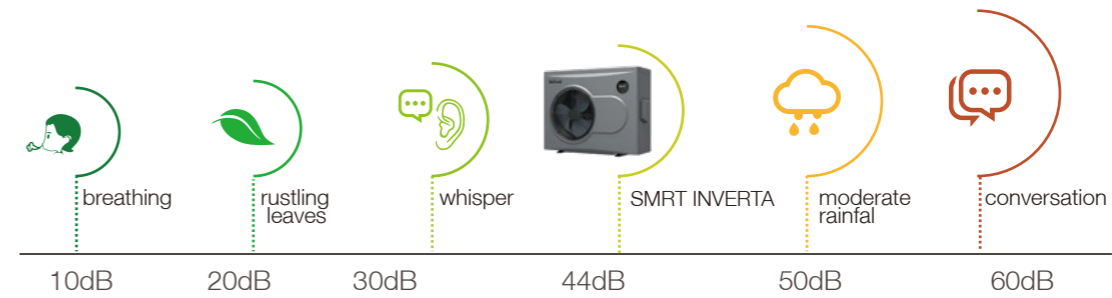 breathing
rustling
leaves
whisper
SMRT INVERTA
moderate
rainfal
conversation
10dB
20dB
30dB
44dB
50dB
60dB